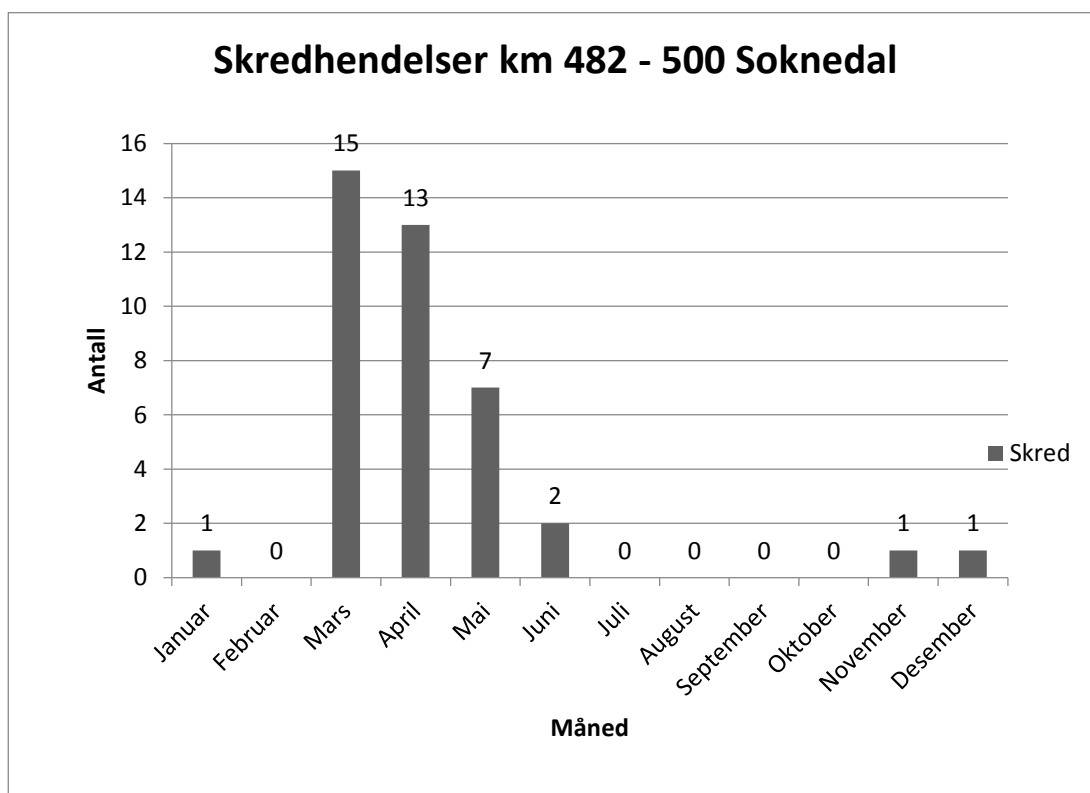 Skredhendelser km 482 - 500 Soknedal
16
14
12
10
8
6
4
2
0
Antall
1
0
15
13
7
2
0
0
0
0
1
1
Januar
Februar
Mars
April
Mai
Juni
Juli
August
September
Oktober
November
Desember
Måned
Skred